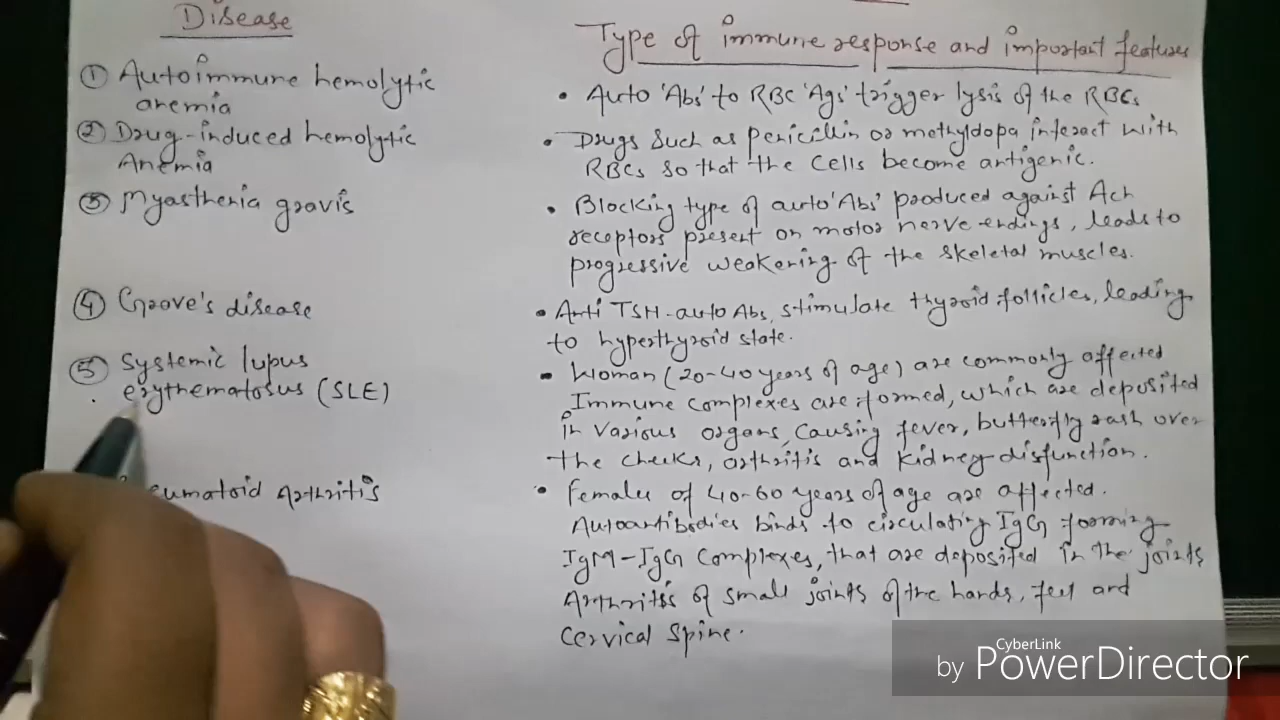 Disease
Type of immune response and important features
① Autoimmune hemolytic
anemia
• Auto 'Abs' to RBC 'Ags' trigger lysis of the RBCs
② Drug-induced hemolytic
Anemia
• Drugs such as penicillin or methyldopa interact with
RBCs so that the cells become antigenic.
③ Myasthenia gravis
• Blocking type of auto 'Abs' produced against Ach
receptors present on motor nerve endings, leads to
progressive weakening of the skeletal muscles.
④ Grave's disease
• Anti TSH-auto Abs, stimulate thyroid follicles, leading
to hyperthyroid state.
⑤ Systemic lupus
erythematosus (SLE)
- Woman (20-40 years of age) are commonly affected
Immune complexes are formed, which are deposited
in various organs, causing fever, butterfly rash over
the cheeks, arthritis and kidney disfunction.
eumatoid arthritis
• Females of 40-60 years of age are affected.
Autoantibodies binds to circulating IgG forming
IgM-IgG complexes, that are deposited in the joints
Arthritis of small joints of the hands, feet and
cervical spine.
CyberLink
by PowerDirector